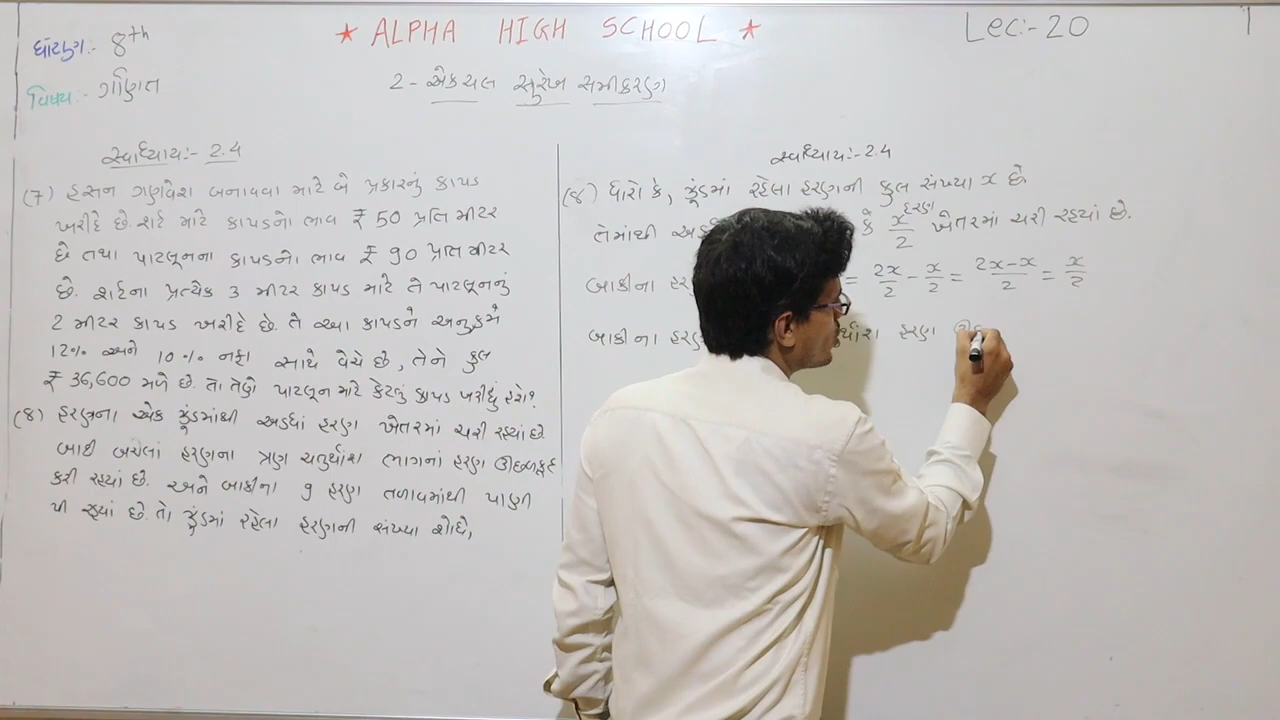 ધોરણ:- 8th
★ ALPHA HIGH SCHOOL ★
Lec:- 20
વિષય:- ગણિત
2 - એકચલ સુરેખ સમીકરણ
સ્વાધ્યાય:- 2.4
(7) હસન ગણવેશ બનાવવા માટે બે પ્રકારનું કાપડ
ખરીદે છે. શર્ટ માટે કાપડનો ભાવ ₹ 50 પ્રતિ મીટર
છે તથા પાટલૂનના કાપડનો ભાવ ₹ 90 પ્રતિ મીટર
છે. શર્ટના પ્રત્યેક 3 મીટર કાપડ માટે તે પાટલૂનનું
2 મીટર કાપડ ખરીદે છે. તે આ કાપડને અનુક્રમે
12% અને 10% નફા સાથે વેચે છે, તેને કુલ
₹ 36,600 મળે છે. તો તેણે પાટલૂન માટે કેટલું કાપડ ખરીદ્યું હશે?
(8) હરણના એક ઝુંડમાંથી અડધાં હરણ ખેતરમાં ચરી રહ્યાં છે.
બાકી બચેલાં હરણના ત્રણ ચતુર્થાંશ ભાગનાં હરણ ઊછળકૂદ
કરી રહ્યાં છે. અને બાકીના 9 હરણ તળાવમાંથી પાણી
પી રહ્યાં છે. તો ઝુંડમાં રહેલા હરણની સંખ્યા શોધો,
સ્વાધ્યાય:- 2.4
(8) ધારો કે, ઝુંડમાં રહેલા હરણની કુલ સંખ્યા x છે.
તેમાંથી કે x/2 હરણ ખેતરમાં ચરી રહ્યાં છે.
બાકીના = 2x/2 - x/2 = 2x-x/2 = x/2
બાકીના હરણ